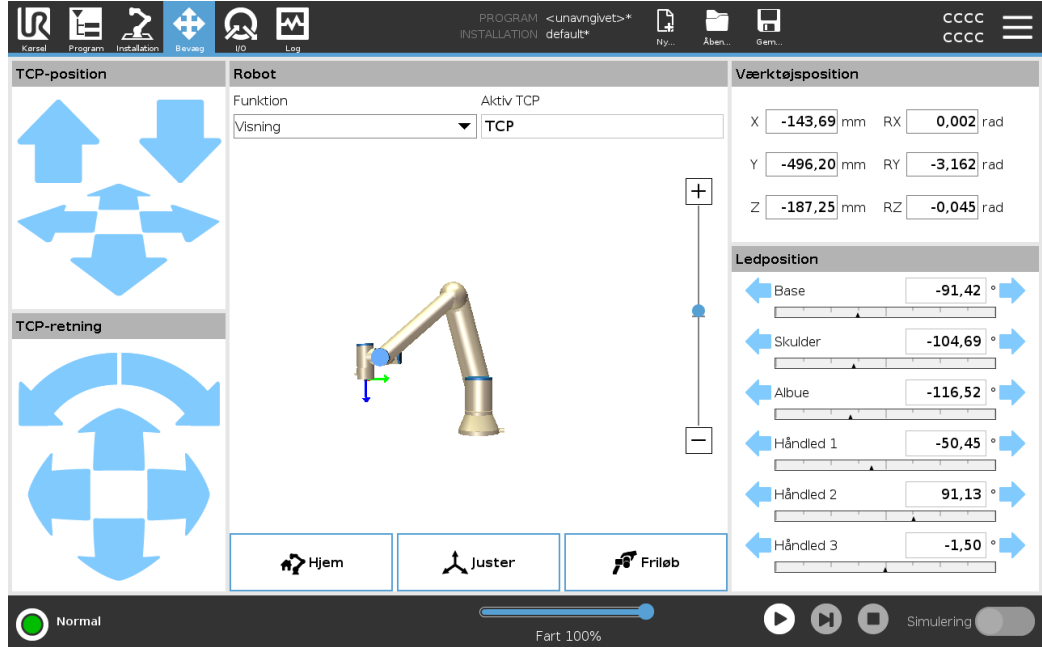 UR
Kørsel
Program
Installation
Bevæg
I/O
Log
PROGRAM <unavngivet>*
INSTALLATION default*
Ny...
Åben...
Gem...
CCCC
CCCC
TCP-position
TCP-retning
Robot
Funktion
Aktiv TCP
Visning
TCP
+
−
Hjem
Juster
Friløb
Værktøjsposition
X -143,69 mm RX 0,002 rad
Y -496,20 mm RY -3,162 rad
Z -187,25 mm RZ -0,045 rad
Ledposition
Base -91,42 °
Skulder -104,69 °
Albue -116,52 °
Håndled 1 -50,45 °
Håndled 2 91,13 °
Håndled 3 -1,50 °
Normal
Fart 100%
Simulering